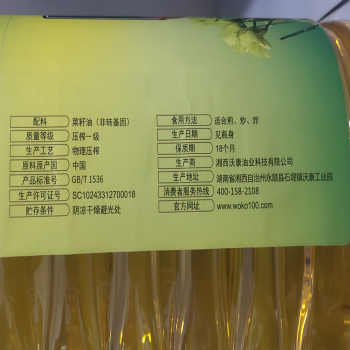 配料 菜籽油（非转基因）
质量等级 压榨一级
生产工艺 物理压榨
原料原产国 中国
产品标准号 GB/T 1536
生产许可证号 SC10243312700018
贮存条件 阴凉干燥避光处
食用方法 适合煎、炒、炸
生产日期 见瓶身
保质期 18个月
生产商 湘西沃康油业科技有限公司
生产地址 湖南省湘西自治州永顺县石堤镇沃康工业园
消费者服务热线 400-158-2108
官方网址 www.woko100.com